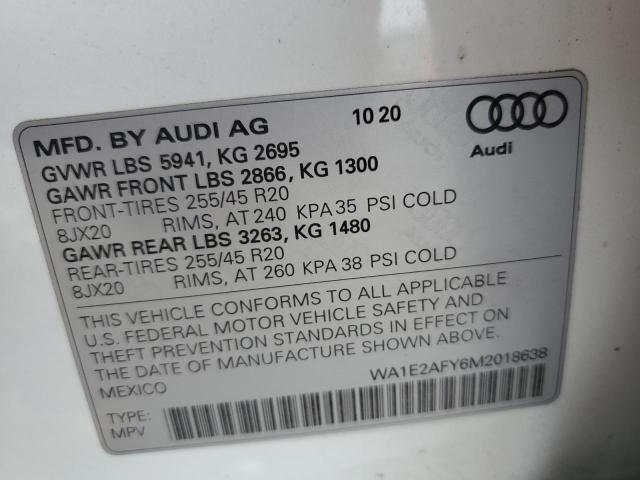 MFD. BY AUDI AG 10 20
GVWR LBS 5941, KG 2695
Audi
GAWR FRONT LBS 2866, KG 1300
FRONT-TIRES 255/45 R20
8JX20 RIMS, AT 240 KPA 35 PSI COLD
GAWR REAR LBS 3263, KG 1480
REAR-TIRES 255/45 R20
8JX20 RIMS, AT 260 KPA 38 PSI COLD
THIS VEHICLE CONFORMS TO ALL APPLICABLE
U.S. FEDERAL MOTOR VEHICLE SAFETY AND
THEFT PREVENTION STANDARDS IN EFFECT ON
THE DATE OF MANUFACTURE SHOWN ABOVE.
MEXICO
WA1E2AFY6M2018638
TYPE:
MPV